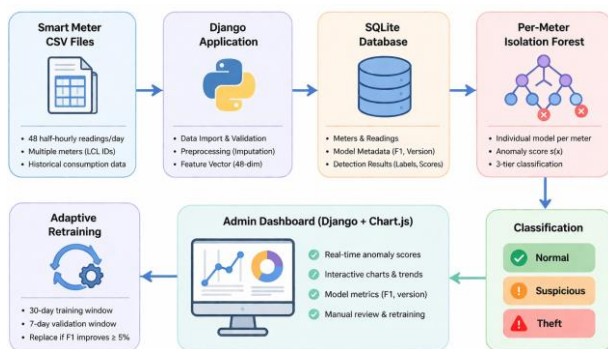 Smart Meter
CSV Files
• 48 half-hourly readings/day
• Multiple meters (LCL IDs)
• Historical consumption data
Django
Application
• Data Import & Validation
• Preprocessing (Imputation)
• Feature Vector (48-dim)
SQLite
Database
• Meters & Readings
• Model Metadata (F1, Version)
• Detection Results (Labels, Scores)
Per-Meter
Isolation Forest
• Individual model per meter
• Anomaly score s(x)
• 3-tier classification
Adaptive
Retraining
• 30-day training window
• 7-day validation window
• Replace if F1 improves ≥ 5%
Admin Dashboard (Django + Chart.js)
Real-time anomaly scores
Interactive charts & trends
Model metrics (F1, version)
Manual review & retraining
Classification
Normal
Suspicious
Theft